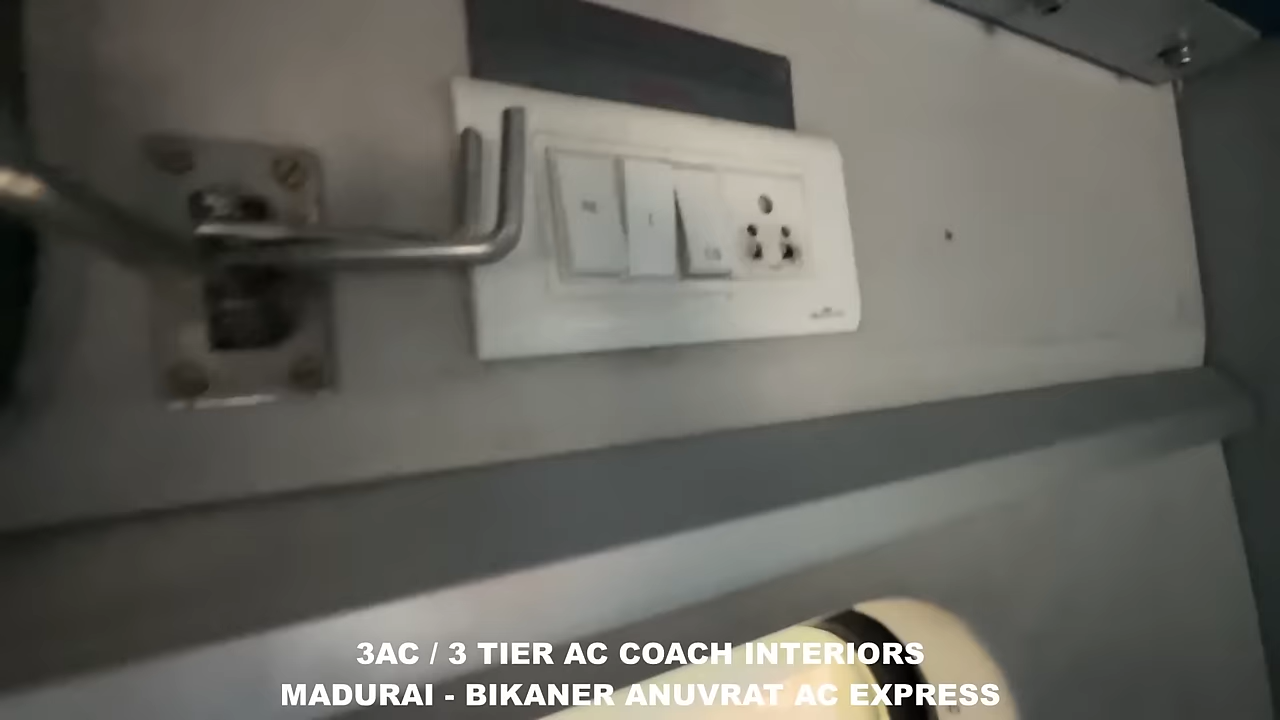 3AC / 3 TIER AC COACH INTERIORS
MADURAI - BIKANER ANUVRAT AC EXPRESS